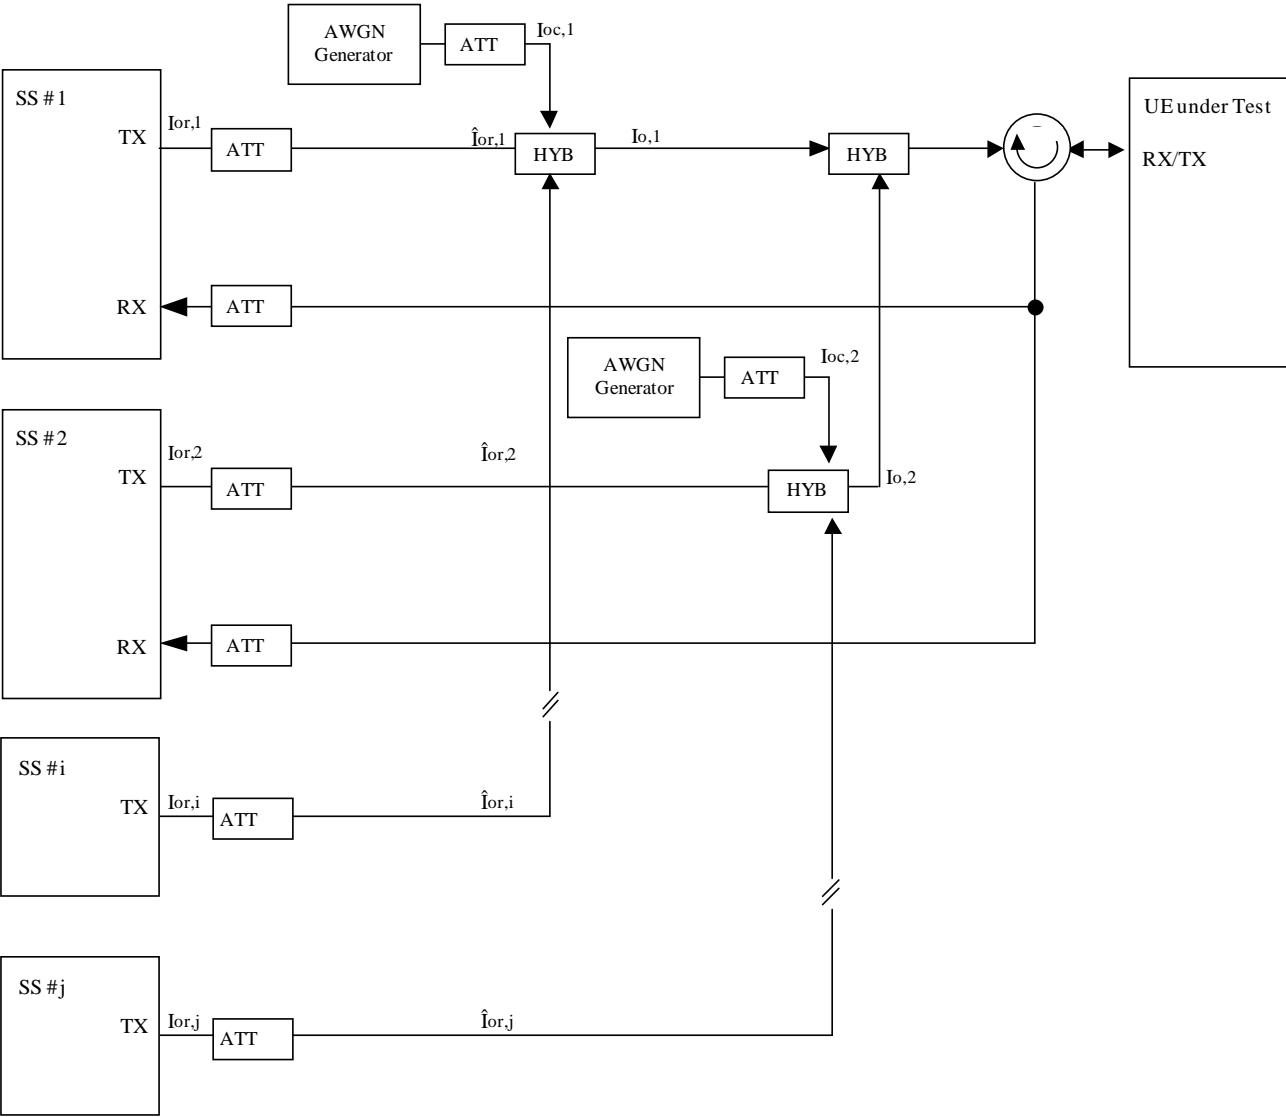 AWGN
Generator
ATT
Ioc,1
SS #1
TX
Ior,1
ATT
Îor,1
HYB
Io,1
HYB
UE under Test
RX/TX
RX
ATT
AWGN
Generator
ATT
Ioc,2
SS #2
TX
Ior,2
ATT
Îor,2
HYB
Io,2
RX
ATT
SS #i
TX
Ior,i
ATT
Îor,i
SS #j
TX
Ior,j
ATT
Îor,j